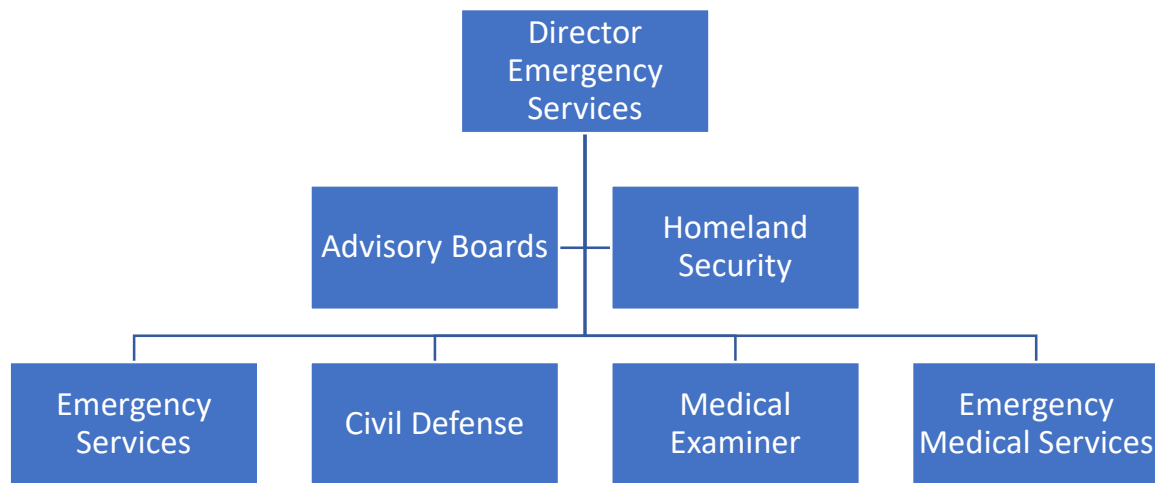 Director
Emergency
Services
Advisory Boards
Homeland
Security
Emergency
Services
Civil Defense
Medical
Examiner
Emergency
Medical Services